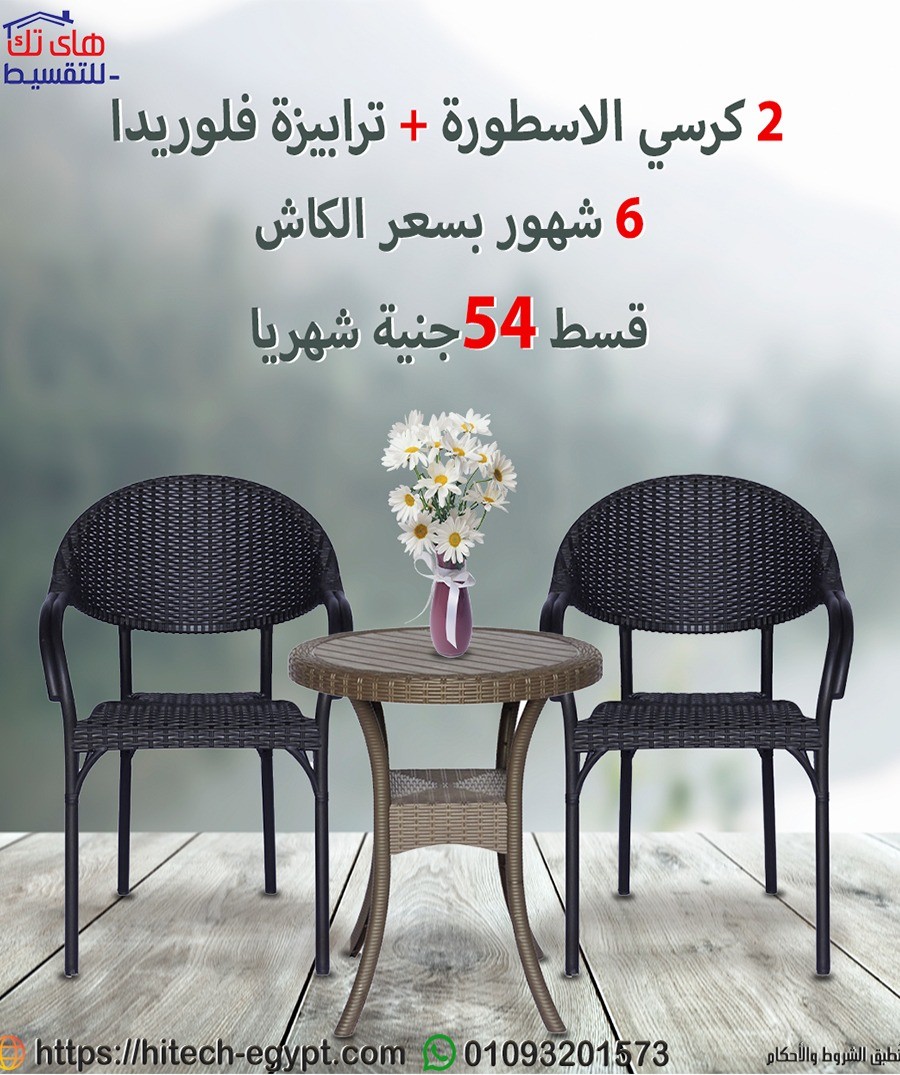 هاى تك
للتقسيط-
2 كرسي الاسطورة + ترابيزة فلوريدا
6 شهور بسعر الكاش
قسط 54جنية شهريا
https://hitech-egypt.com 01093201573 تطبق الشروط والأحكام